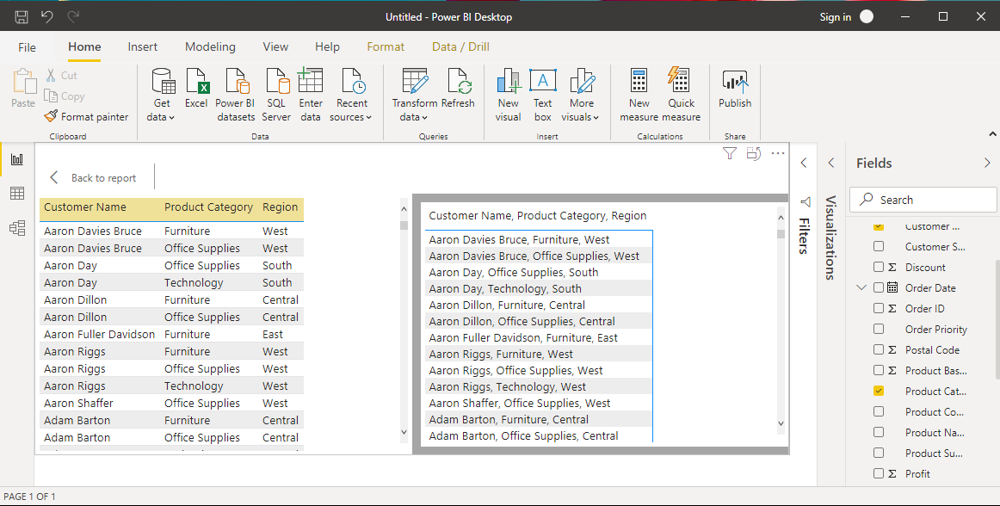 Untitled - Power BI Desktop
Sign in
File Home Insert Modeling View Help Format Data / Drill
Paste
Cut
Copy
Format painter
Clipboard
Get data
Excel
Power BI datasets
SQL Server
Enter data
Recent sources
Data
Transform data
Refresh
Queries
New visual
A
Text box
More visuals
Insert
New measure
Quick measure
Calculations
Publish
Share
Back to report
Customer Name Product Category Region
Aaron Davies Bruce Furniture West
Aaron Davies Bruce Office Supplies West
Aaron Day Office Supplies South
Aaron Day Technology South
Aaron Dillon Furniture Central
Aaron Dillon Office Supplies Central
Aaron Fuller Davidson Furniture East
Aaron Riggs Furniture West
Aaron Riggs Office Supplies West
Aaron Riggs Technology West
Aaron Shaffer Office Supplies West
Adam Barton Furniture Central
Adam Barton Office Supplies Central
Customer Name, Product Category, Region
Aaron Davies Bruce, Furniture, West
Aaron Davies Bruce, Office Supplies, West
Aaron Day, Office Supplies, South
Aaron Day, Technology, South
Aaron Dillon, Furniture, Central
Aaron Dillon, Office Supplies, Central
Aaron Fuller Davidson, Furniture, East
Aaron Riggs, Furniture, West
Aaron Riggs, Office Supplies, West
Aaron Riggs, Technology, West
Aaron Shaffer, Office Supplies, West
Adam Barton, Furniture, Central
Adam Barton, Office Supplies, Central
Filters
Visualizations
Fields
Search
Customer ...
Customer S...
Σ Discount
Order Date
Σ Order ID
Order Priority
Σ Postal Code
Σ Product Bas...
Product Cat...
Product Co...
Product Na...
Product Su...
Σ Profit
PAGE 1 OF 1